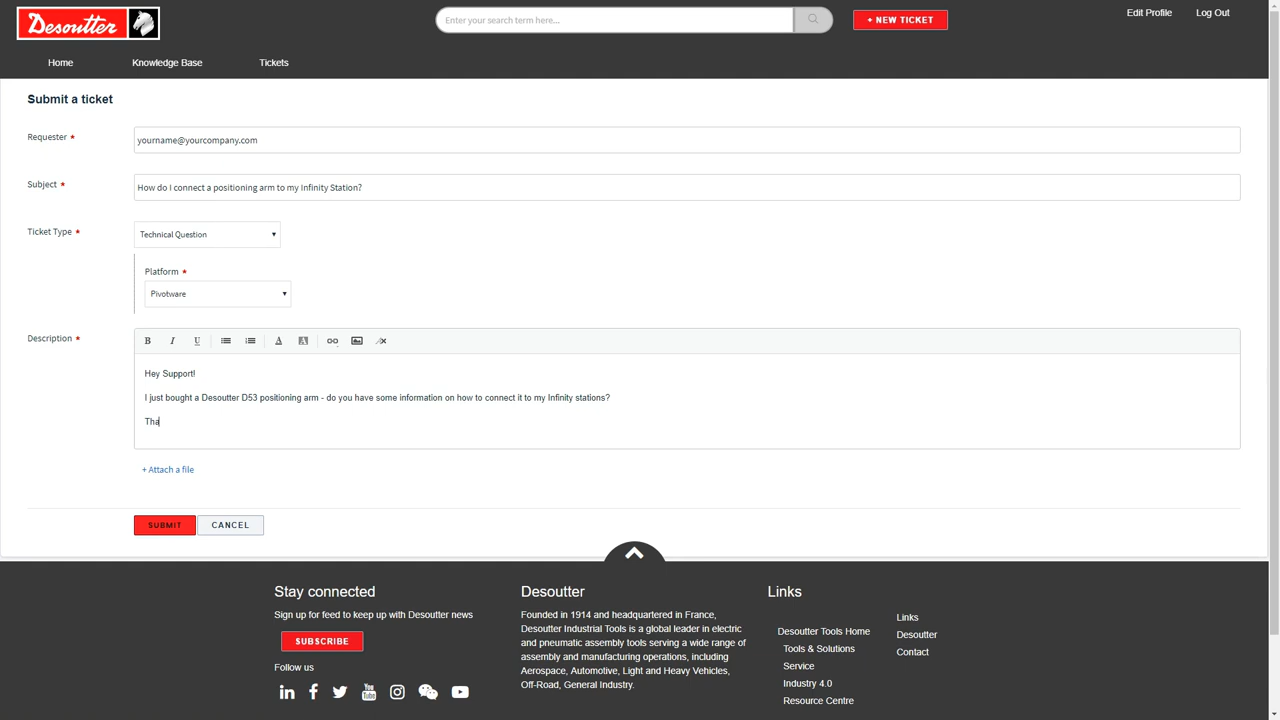 Desoutter
Enter your search term here...
+ NEW TICKET
Edit Profile
Log Out
Home
Knowledge Base
Tickets
Submit a ticket
Requester *
yourname@yourcompany.com
Subject *
How do I connect a positioning arm to my Infinity Station?
Ticket Type *
Technical Question
Platform *
Pivotware
Description *
B I U A A
Hey Support!
I just bought a Desoutter D53 positioning arm - do you have some information on how to connect it to my Infinity stations?
Tha
+ Attach a file
SUBMIT
CANCEL
Stay connected
Sign up for feed to keep up with Desoutter news
SUBSCRIBE
Follow us
in f You Tube
Desoutter
Founded in 1914 and headquartered in France,
Desoutter Industrial Tools is a global leader in electric
and pneumatic assembly tools serving a wide range of
assembly and manufacturing operations, including
Aerospace, Automotive, Light and Heavy Vehicles,
Off-Road, General Industry.
Links
Desoutter Tools Home
Tools & Solutions
Service
Industry 4.0
Resource Centre
Links
Desoutter
Contact